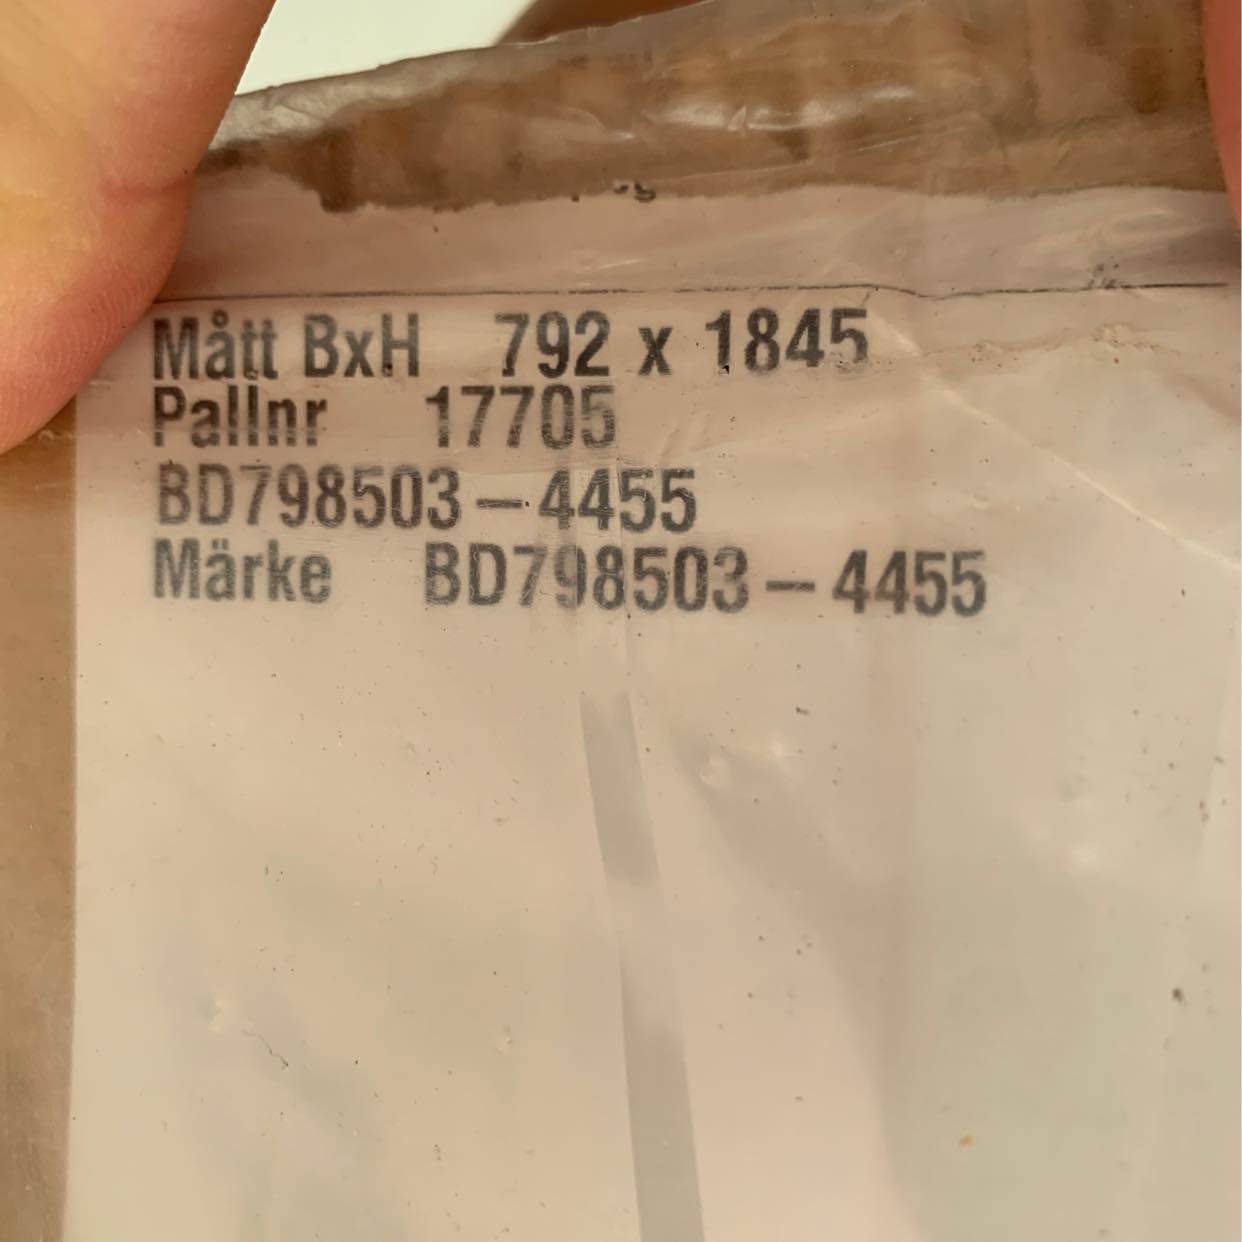 Mått BxH 792 x 1845
Pallnr 17705
BD798503-4455
Märke BD798503-4455